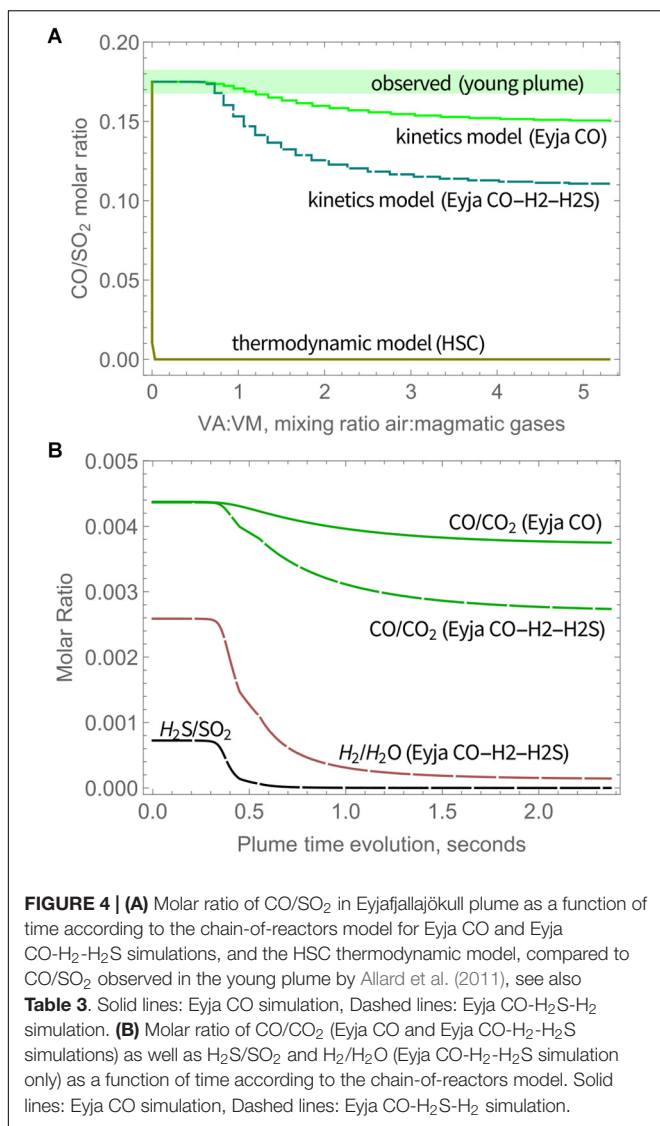 A
0.20
observed (young plume)
0.15
kinetics model (Eyja CO)
CO/SO₂ molar ratio
0.10
kinetics model (Eyja CO–H2–H2S)
0.05
thermodynamic model (HSC)
0.00
0 1 2 3 4 5
VA:VM, mixing ratio air:magmatic gases
B
0.005
CO/CO₂ (Eyja CO)
0.004
0.003
CO/CO₂ (Eyja CO–H2–H2S)
Molar Ratio
0.002
0.001
H₂S/SO₂
H₂/H₂O (Eyja CO–H2–H2S)
0.000
0.0 0.5 1.0 1.5 2.0
Plume time evolution, seconds
FIGURE 4 | (A) Molar ratio of CO/SO₂ in Eyjafjallajökull plume as a function of
time according to the chain-of-reactors model for Eyja CO and Eyja
CO-H₂-H₂S simulations, and the HSC thermodynamic model, compared to
CO/SO₂ observed in the young plume by Allard et al. (2011), see also
Table 3. Solid lines: Eyja CO simulation, Dashed lines: Eyja CO-H₂S-H₂
simulation. (B) Molar ratio of CO/CO₂ (Eyja CO and Eyja CO-H₂-H₂S
simulations) as well as H₂S/SO₂ and H₂/H₂O (Eyja CO-H₂-H₂S simulation
only) as a function of time according to the chain-of-reactors model. Solid
lines: Eyja CO simulation, Dashed lines: Eyja CO-H₂S-H₂ simulation.